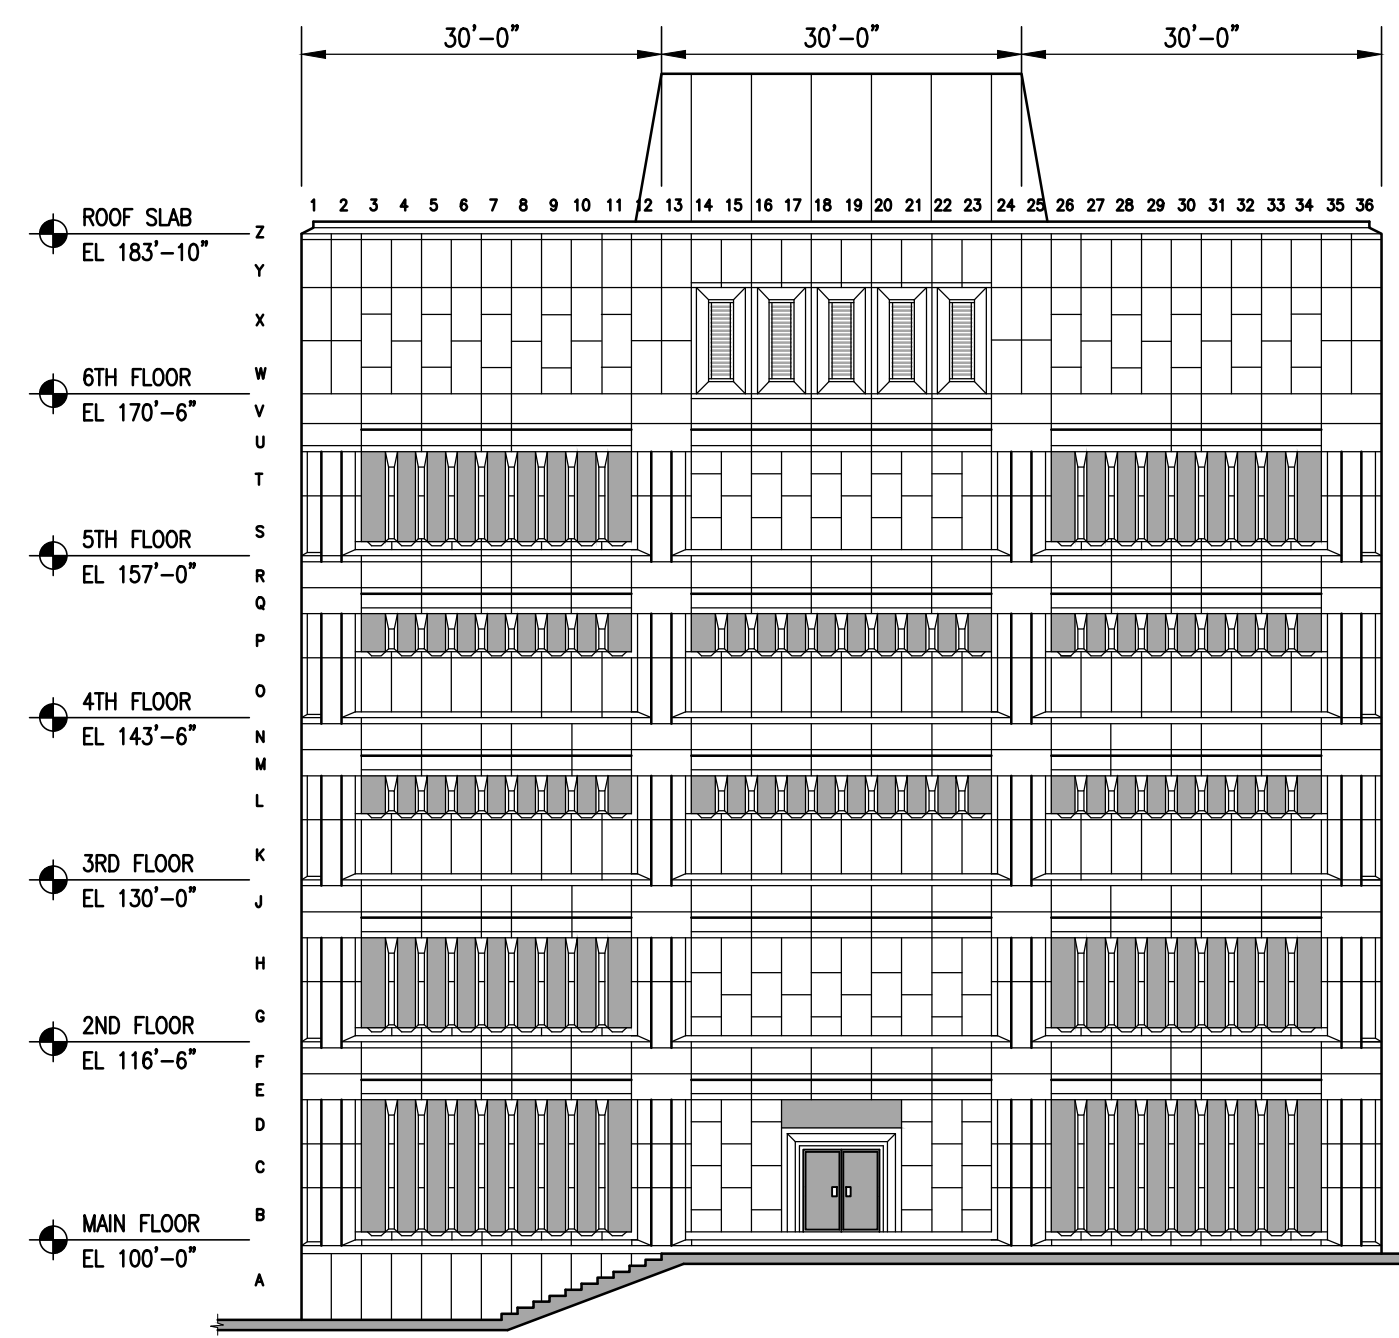 30'-0" 30'-0" 30'-0"
1 2 3 4 5 6 7 8 9 10 11 12 13 14 15 16 17 18 19 20 21 22 23 24 25 26 27 28 29 30 31 32 33 34 35 36
ROOF SLAB
EL 183'-10"
Z
Y
X
6TH FLOOR
EL 170'-6"
W
V
U
T
5TH FLOOR
EL 157'-0"
S
R
Q
P
4TH FLOOR
EL 143'-6"
O
N
M
L
3RD FLOOR
EL 130'-0"
K
J
H
2ND FLOOR
EL 116'-6"
G
F
E
D
C
B
MAIN FLOOR
EL 100'-0"
A